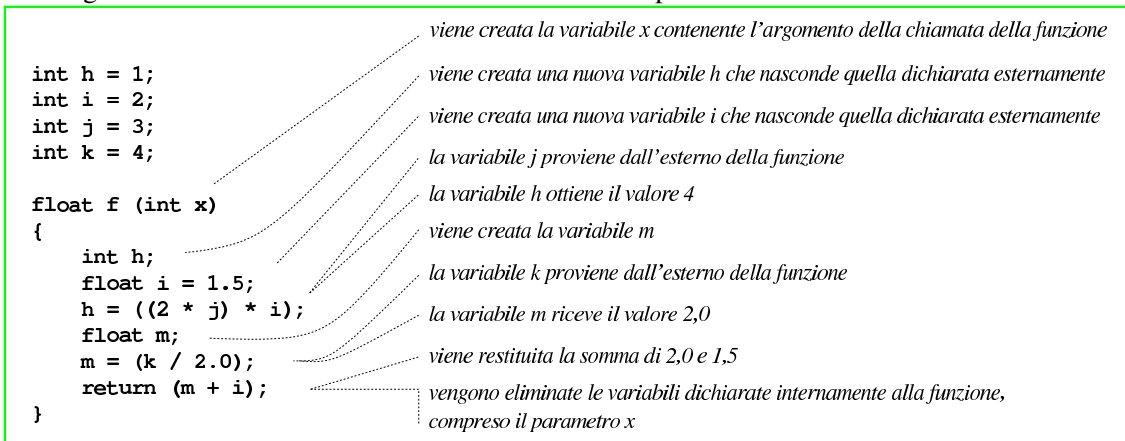 int h = 1;
int i = 2;
int j = 3;
int k = 4;
float f (int x)
{
int h;
float i = 1.5;
h = ((2 * j) * i);
float m;
m = (k / 2.0);
return (m + i);
}
viene creata la variabile x contenente l'argomento della chiamata della funzione
viene creata una nuova variabile h che nasconde quella dichiarata esternamente
viene creata una nuova variabile i che nasconde quella dichiarata esternamente
la variabile j proviene dall'esterno della funzione
la variabile h ottiene il valore 4
viene creata la variabile m
la variabile k proviene dall'esterno della funzione
la variabile m riceve il valore 2,0
viene restituita la somma di 2,0 e 1,5
vengono eliminate le variabili dichiarate internamente alla funzione,
compreso il parametro x